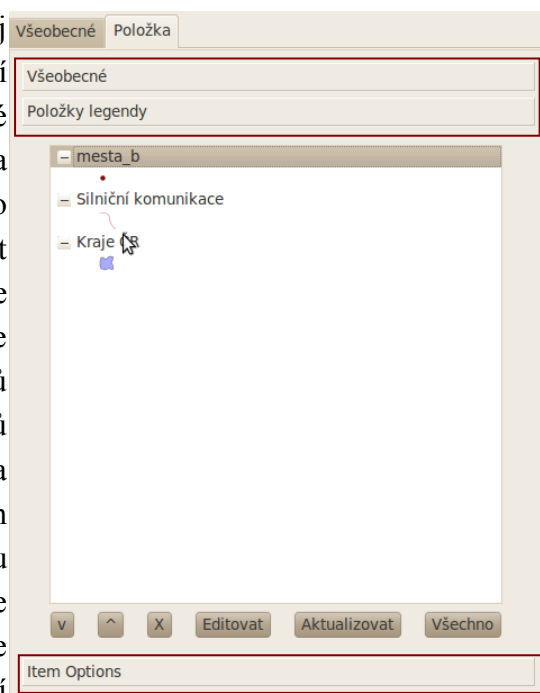 Všeobecné Položka
Všeobecné
Položky legendy
mesta_b
Silniční komunikace
Kraje ČR
v ^ X Editovat Aktualizovat Všechno
Item Options